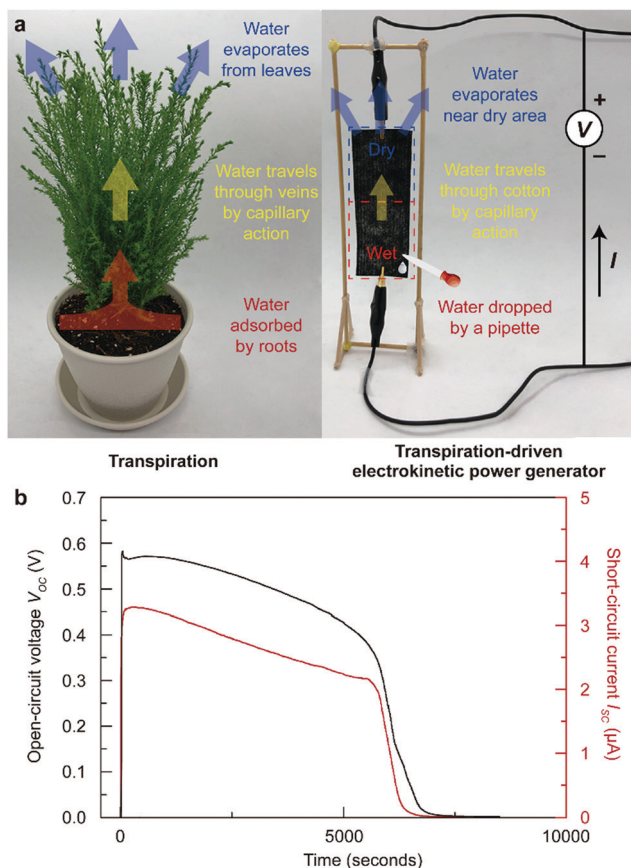 a
Water
evaporates
from leaves
Water travels
through veins
by capillary
action
Water
adsorbed
by roots
Water
evaporates
near dry area
Dry
Water travels
through cotton
by capillary
action
Wet
Water dropped
by a pipette
+
V
−
I
Transpiration
Transpiration-driven
electrokinetic power generator
b
Open-circuit voltage VOC (V)
0.7
0.6
0.5
0.4
0.3
0.2
0.1
0.0
0
5000
10000
Time (seconds)
5
4
3
2
1
0
Short-circuit current ISC (µA)